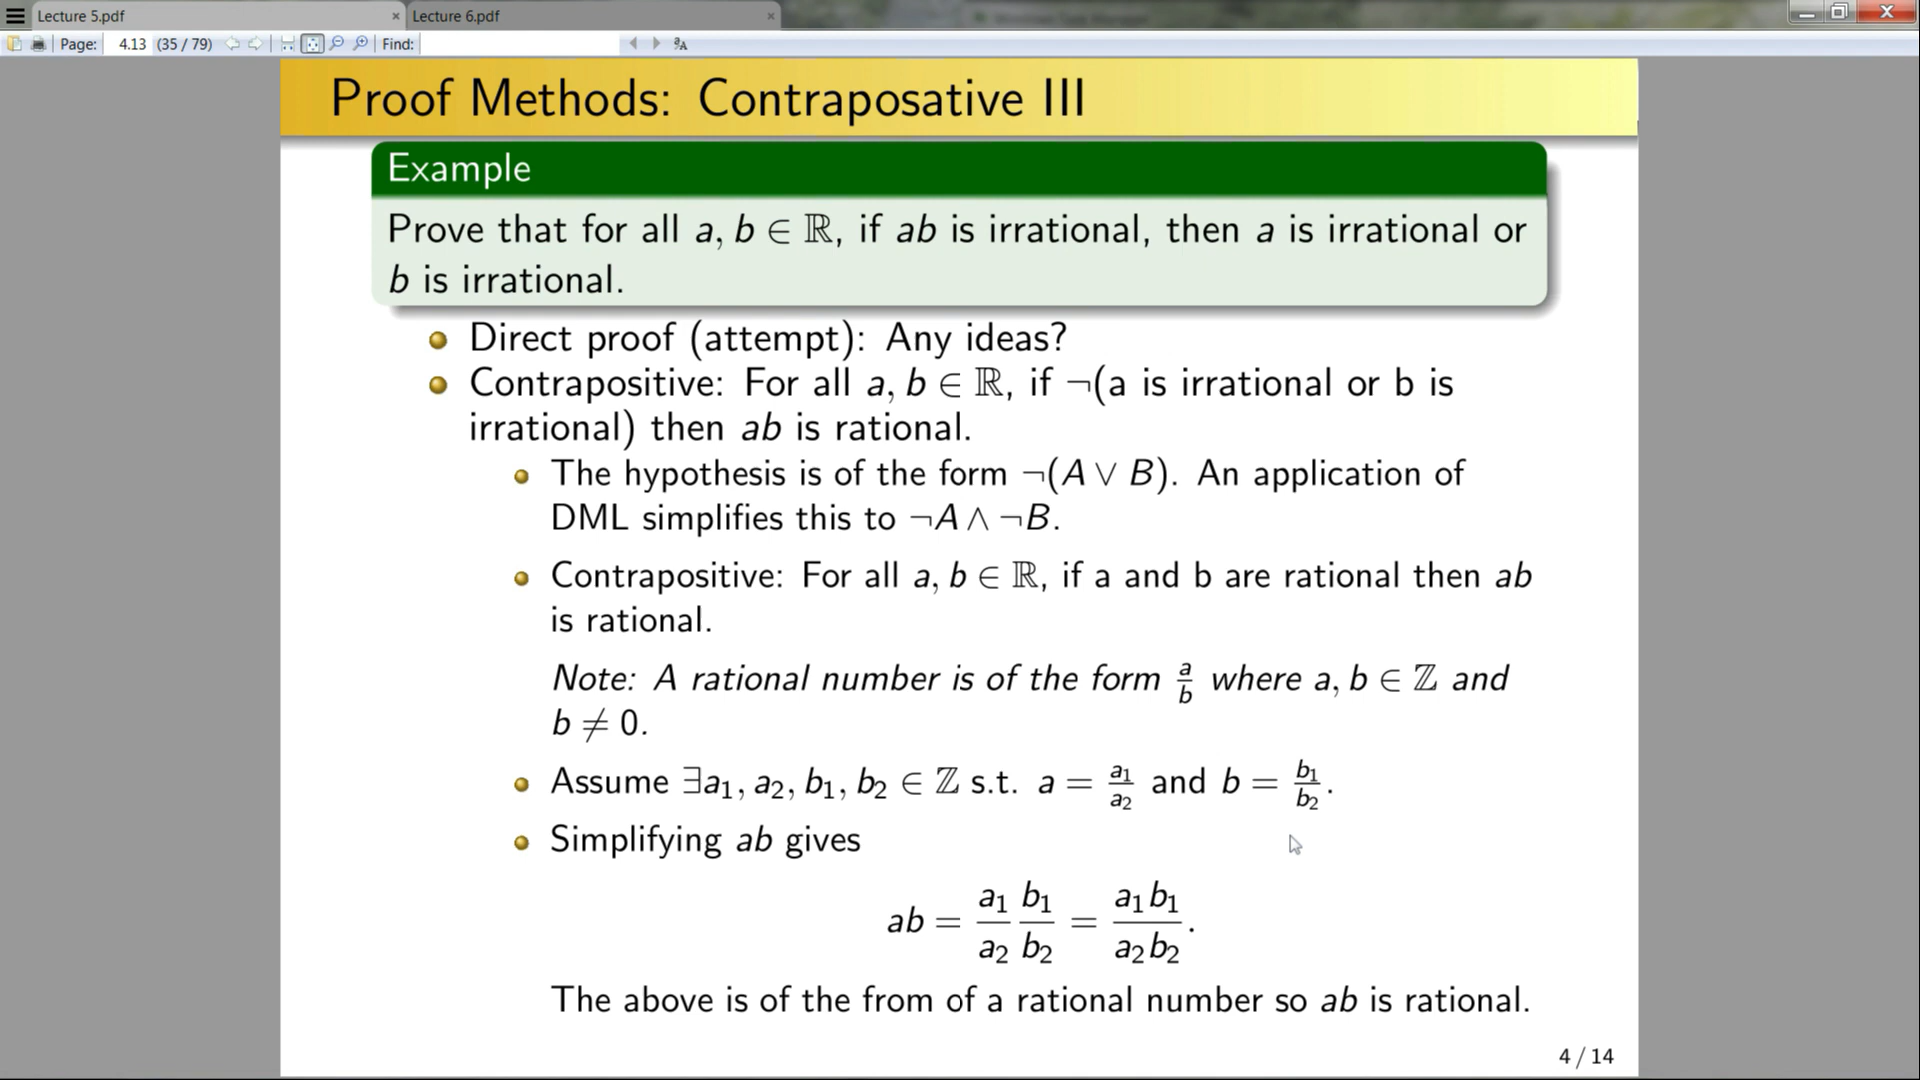 Lecture 5.pdf
Lecture 6.pdf
Page: 4.13 (35 / 79) Find:
Proof Methods: Contraposative III
Example
Prove that for all a, b ∈ ℝ, if ab is irrational, then a is irrational or
b is irrational.
Direct proof (attempt): Any ideas?
Contrapositive: For all a, b ∈ ℝ, if ¬(a is irrational or b is
irrational) then ab is rational.
The hypothesis is of the form ¬(A ∨ B). An application of
DML simplifies this to ¬A ∧ ¬B.
Contrapositive: For all a, b ∈ ℝ, if a and b are rational then ab
is rational.
Note: A rational number is of the form a/b where a, b ∈ ℤ and
b ≠ 0.
Assume ∃a₁, a₂, b₁, b₂ ∈ ℤ s.t. a = a₁/a₂ and b = b₁/b₂.
Simplifying ab gives
ab = a₁/a₂ b₁/b₂ = a₁b₁/a₂b₂.
The above is of the from of a rational number so ab is rational.
4 / 14